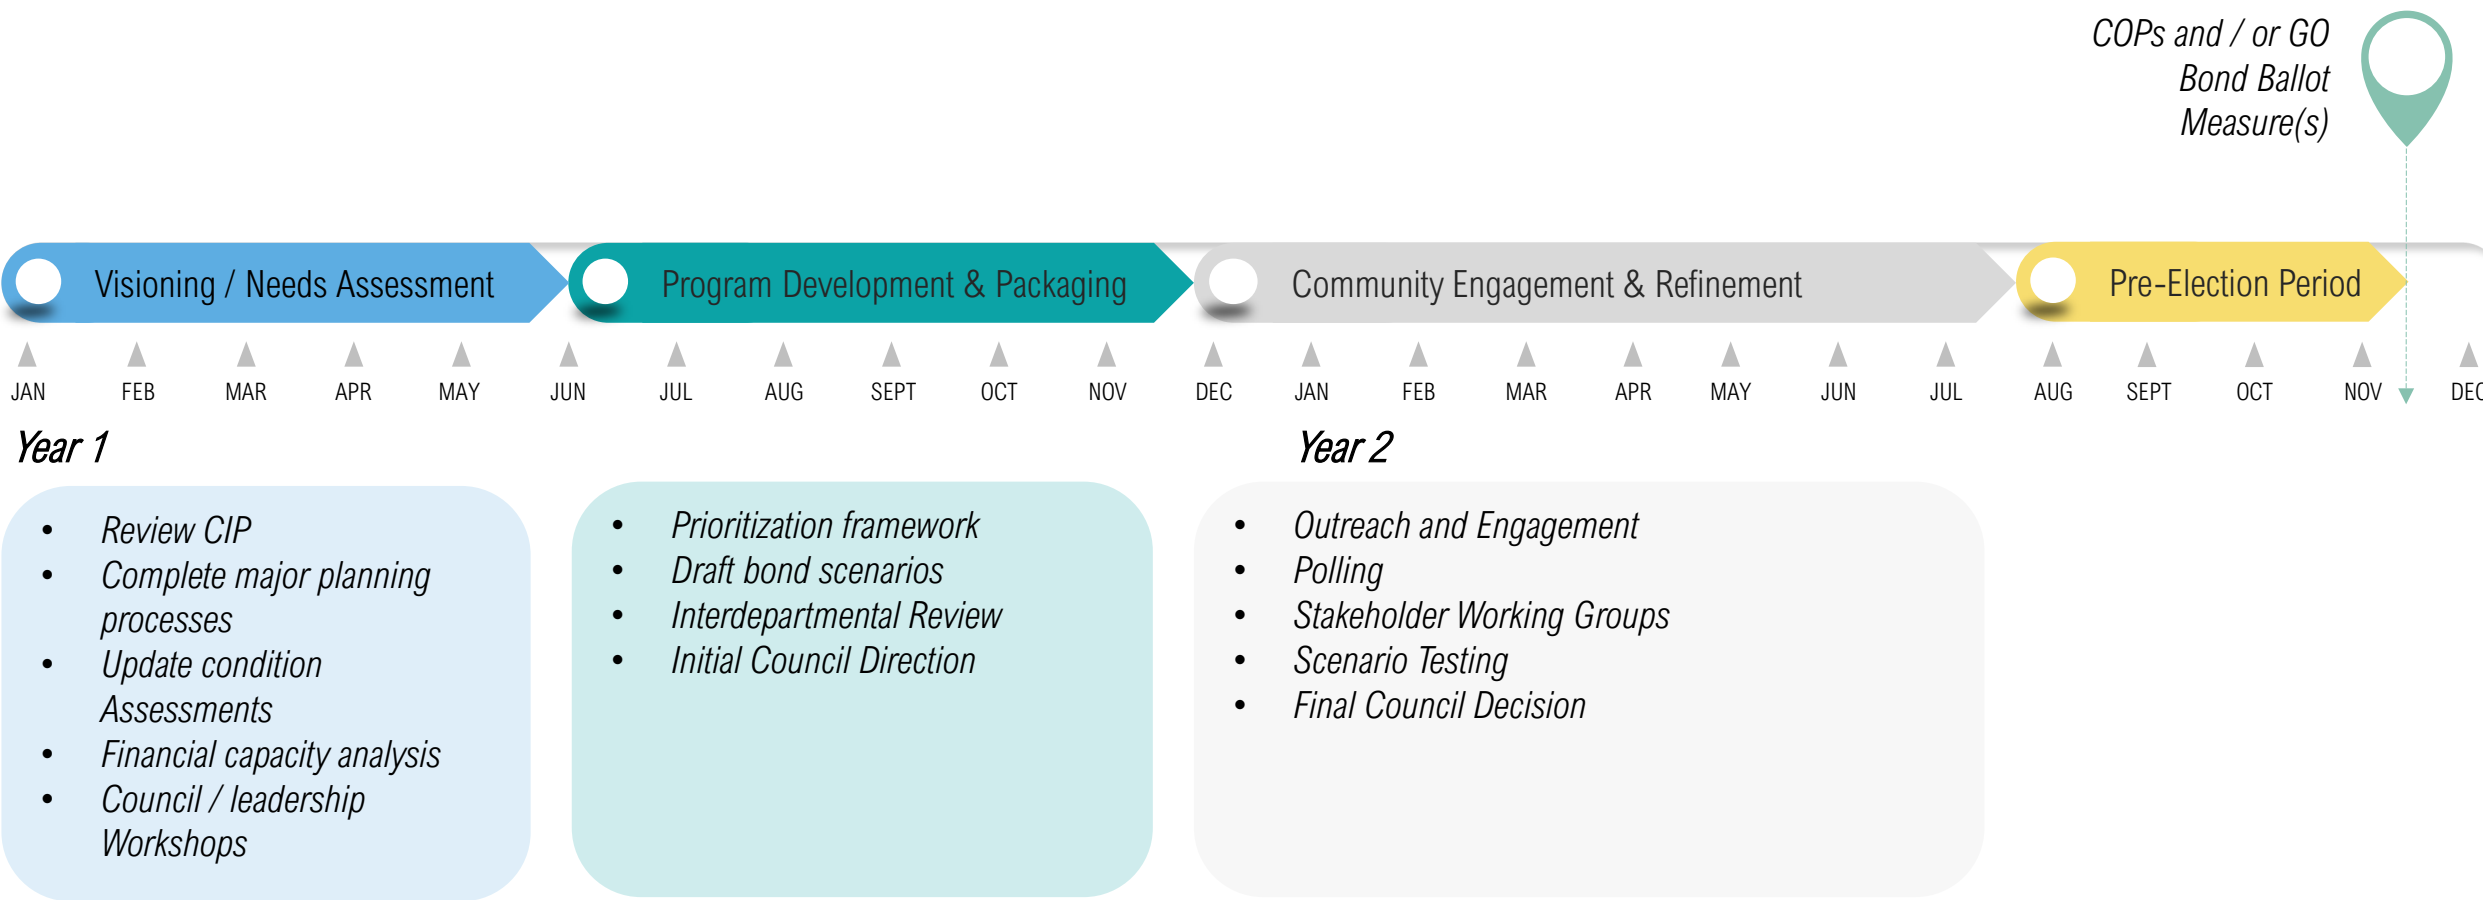 COPs and / or GO
Bond Ballot
Measure(s)
Visioning / Needs Assessment
Program Development & Packaging
Community Engagement & Refinement
Pre-Election Period
JAN FEB MAR APR MAY JUN JUL AUG SEPT OCT NOV DEC JAN FEB MAR APR MAY JUN JUL AUG SEPT OCT NOV DEC
Year 1
Year 2
• Review CIP
• Complete major planning
processes
• Update condition
Assessments
• Financial capacity analysis
• Council / leadership
Workshops
• Prioritization framework
• Draft bond scenarios
• Interdepartmental Review
• Initial Council Direction
• Outreach and Engagement
• Polling
• Stakeholder Working Groups
• Scenario Testing
• Final Council Decision